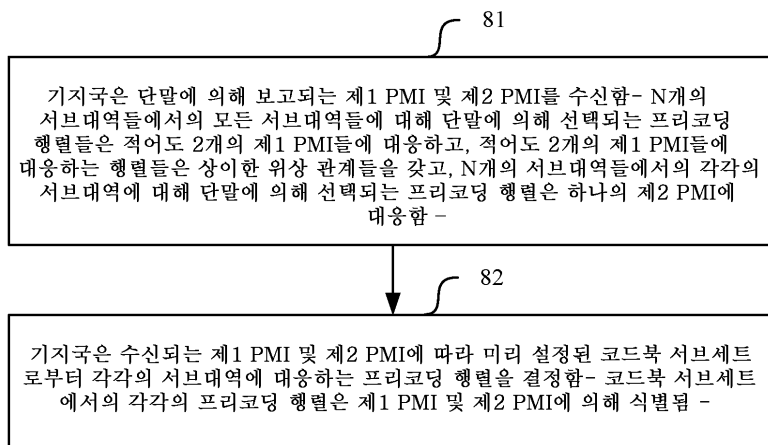 81
기지국은 단말에 의해 보고되는 제1 PMI 및 제2 PMI를 수신함- N개의
서브대역들에서의 모든 서브대역들에 대해 단말에 의해 선택되는 프리코딩
행렬들은 적어도 2개의 제1 PMI들에 대응하고, 적어도 2개의 제1 PMI들에
대응하는 행렬들은 상이한 위상 관계들을 갖고, N개의 서브대역들에서의 각각의
서브대역에 대해 단말에 의해 선택되는 프리코딩 행렬은 하나의 제2 PMI에
대응함 -
82
기지국은 수신되는 제1 PMI 및 제2 PMI에 따라 미리 설정된 코드북 서브세트
로부터 각각의 서브대역에 대응하는 프리코딩 행렬을 결정함- 코드북 서브세트
에서의 각각의 프리코딩 행렬은 제1 PMI 및 제2 PMI에 의해 식별됨 -